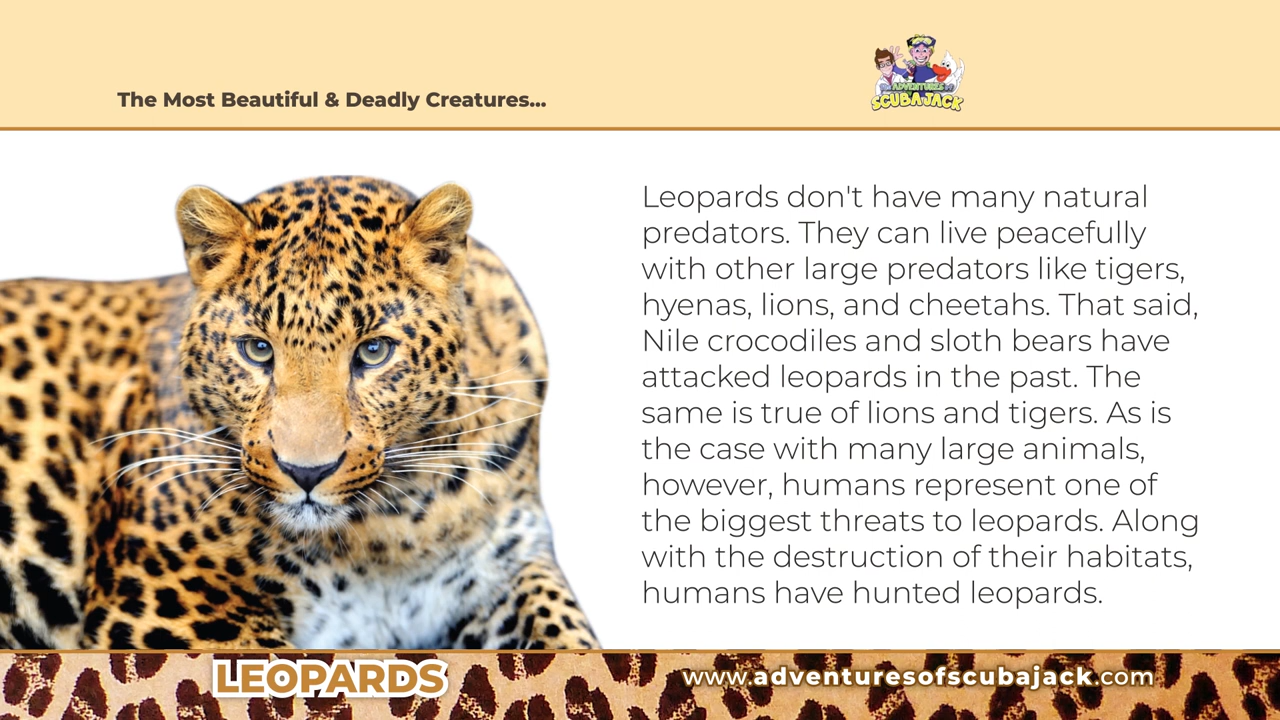 The Most Beautiful & Deadly Creatures...
THE ADVENTURES OF
SCUBAJACK
Leopards don't have many natural
predators. They can live peacefully
with other large predators like tigers,
hyenas, lions, and cheetahs. That said,
Nile crocodiles and sloth bears have
attacked leopards in the past. The
same is true of lions and tigers. As is
the case with many large animals,
however, humans represent one of
the biggest threats to leopards. Along
with the destruction of their habitats,
humans have hunted leopards.
LEOPARDS
www.adventuresofscubajack.com